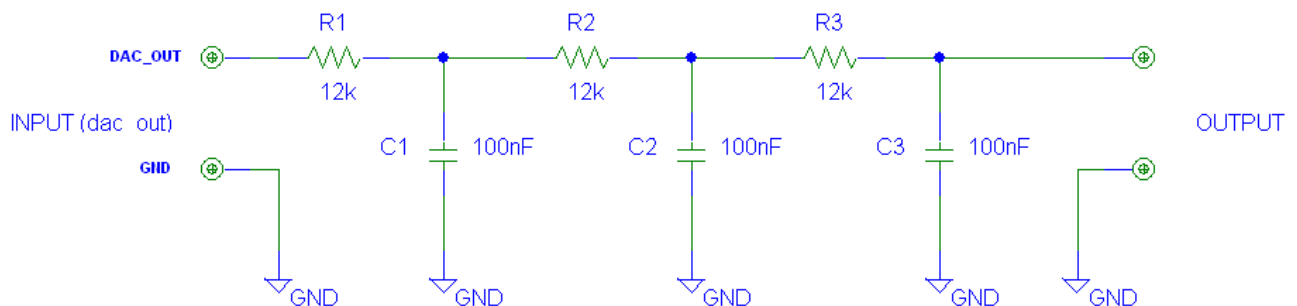 R1 R2 R3
DAC_OUT
12k 12k 12k
INPUT (dac out) OUTPUT
C1 100nF C2 100nF C3 100nF
GND
GND GND GND GND GND